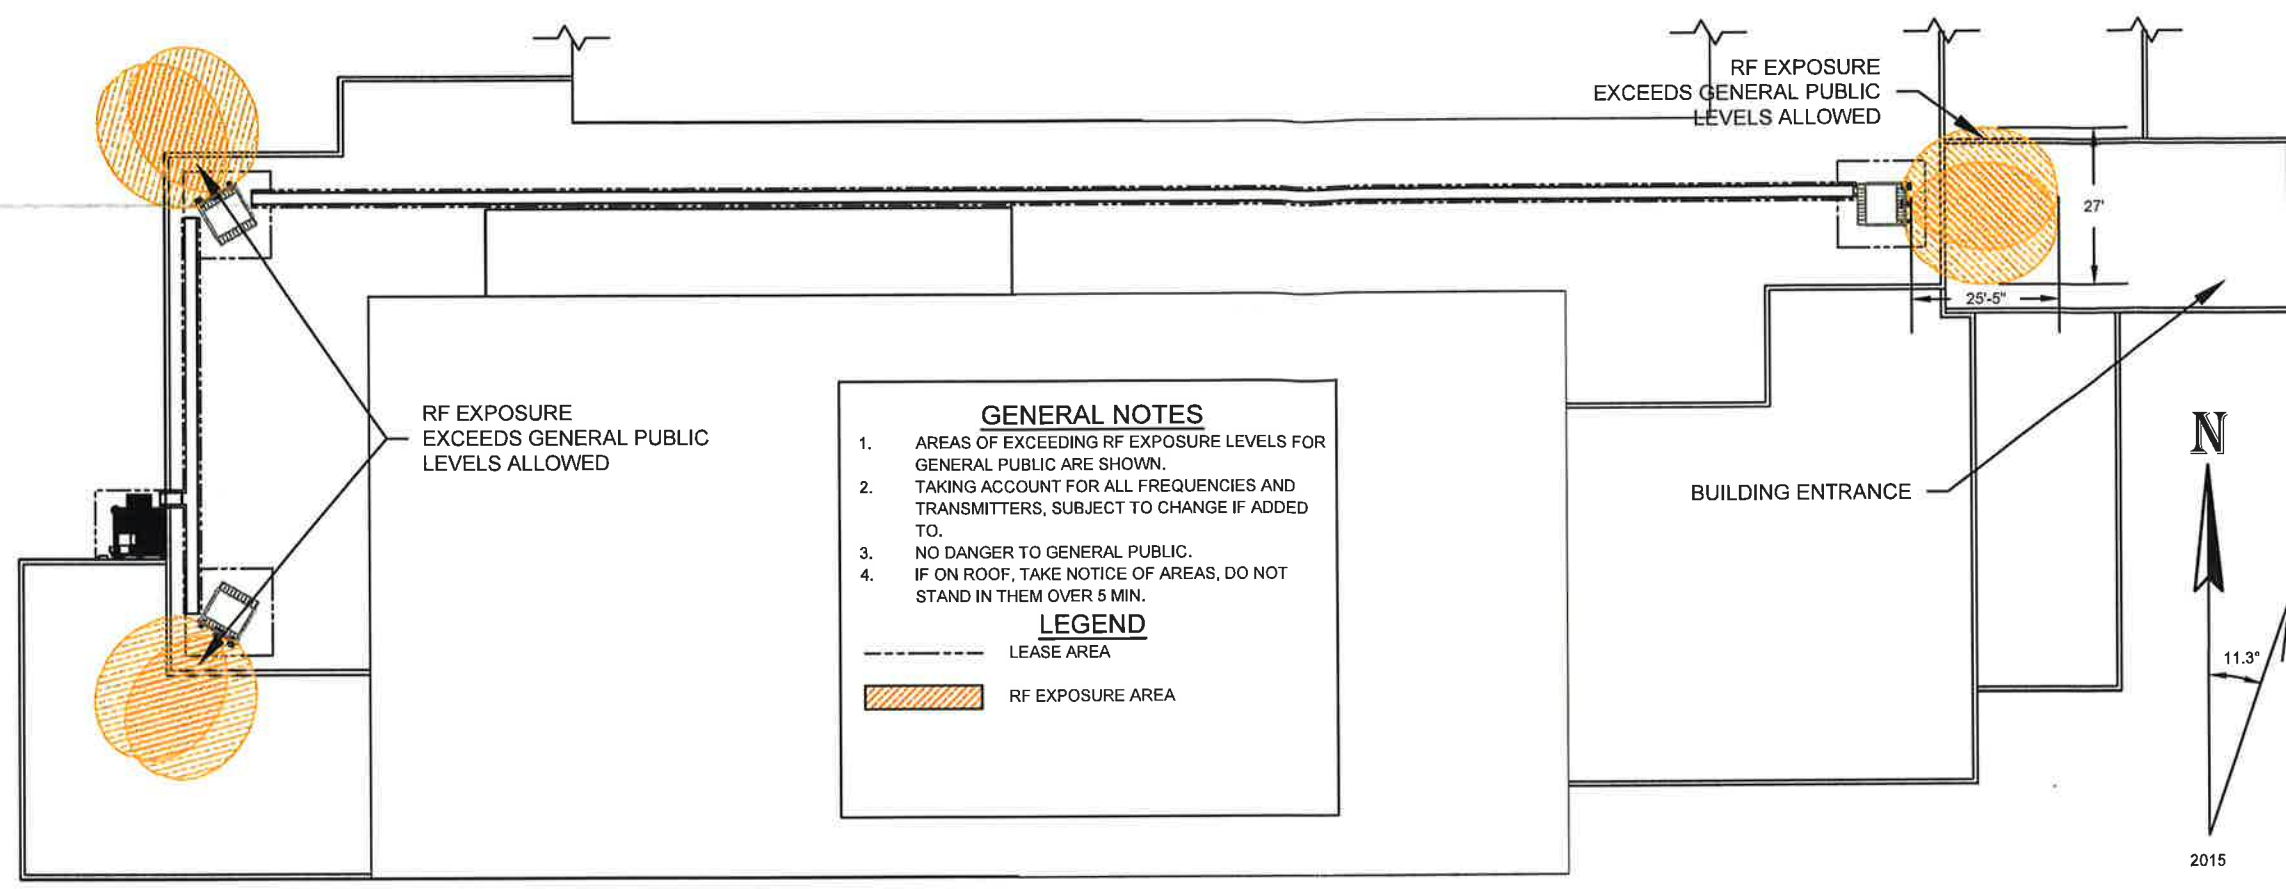 RF EXPOSURE
EXCEEDS GENERAL PUBLIC
LEVELS ALLOWED
27'
25'-5"
RF EXPOSURE
EXCEEDS GENERAL PUBLIC
LEVELS ALLOWED
GENERAL NOTES
1. AREAS OF EXCEEDING RF EXPOSURE LEVELS FOR
GENERAL PUBLIC ARE SHOWN.
2. TAKING ACCOUNT FOR ALL FREQUENCIES AND
TRANSMITTERS, SUBJECT TO CHANGE IF ADDED
TO.
3. NO DANGER TO GENERAL PUBLIC.
4. IF ON ROOF, TAKE NOTICE OF AREAS, DO NOT
STAND IN THEM OVER 5 MIN.
LEGEND
LEASE AREA
RF EXPOSURE AREA
BUILDING ENTRANCE
N
11.3°
2015